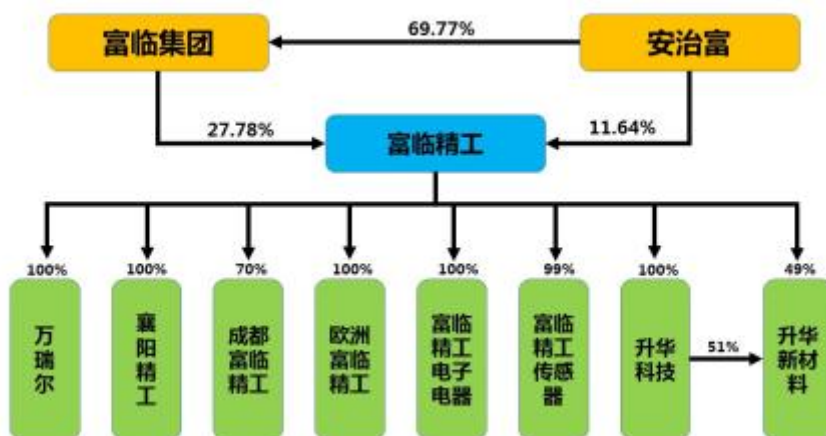 富临集团
69.77%
安治富
27.78%
富临精工
11.64%
100%
100%
70%
100%
100%
99%
100%
49%
万
瑞
尔
襄
阳
精
工
成都
富临
精工
欧洲
富临
精工
富临
精工
电子
电器
富临
精工
传感
器
升华
科技
51%
升华
新材
料